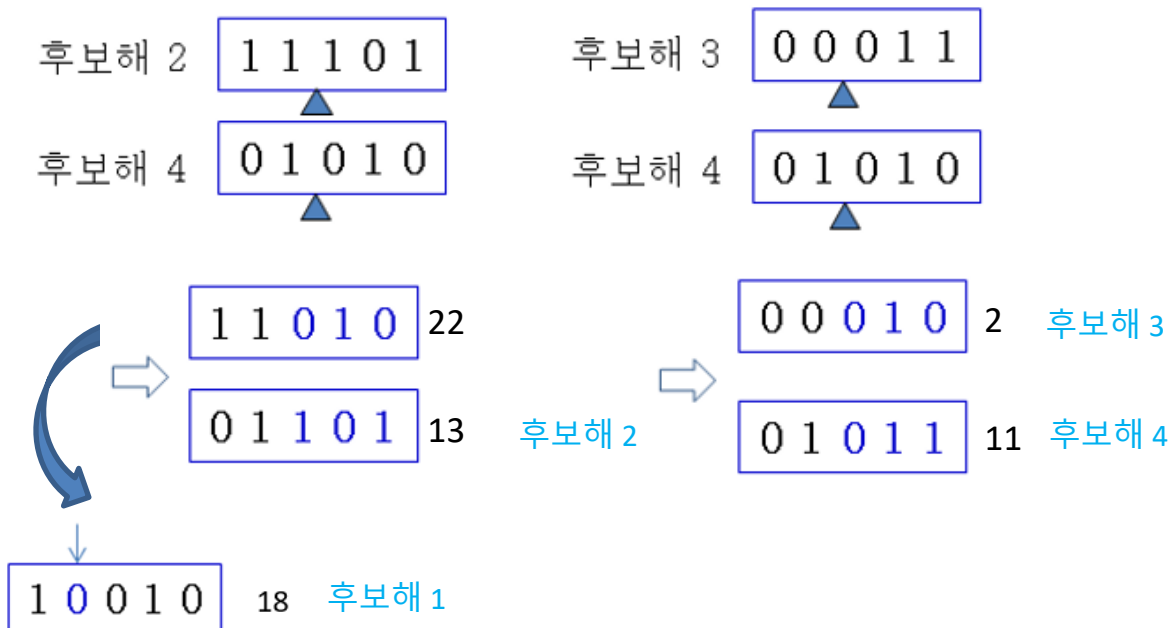 후보해 2 1 1 1 0 1
후보해 4 0 1 0 1 0
후보해 3 0 0 0 1 1
후보해 4 0 1 0 1 0
1 1 0 1 0 22
0 1 1 0 1 13 후보해 2
0 0 0 1 0 2 후보해 3
0 1 0 1 1 11 후보해 4
1 0 0 1 0 18 후보해 1